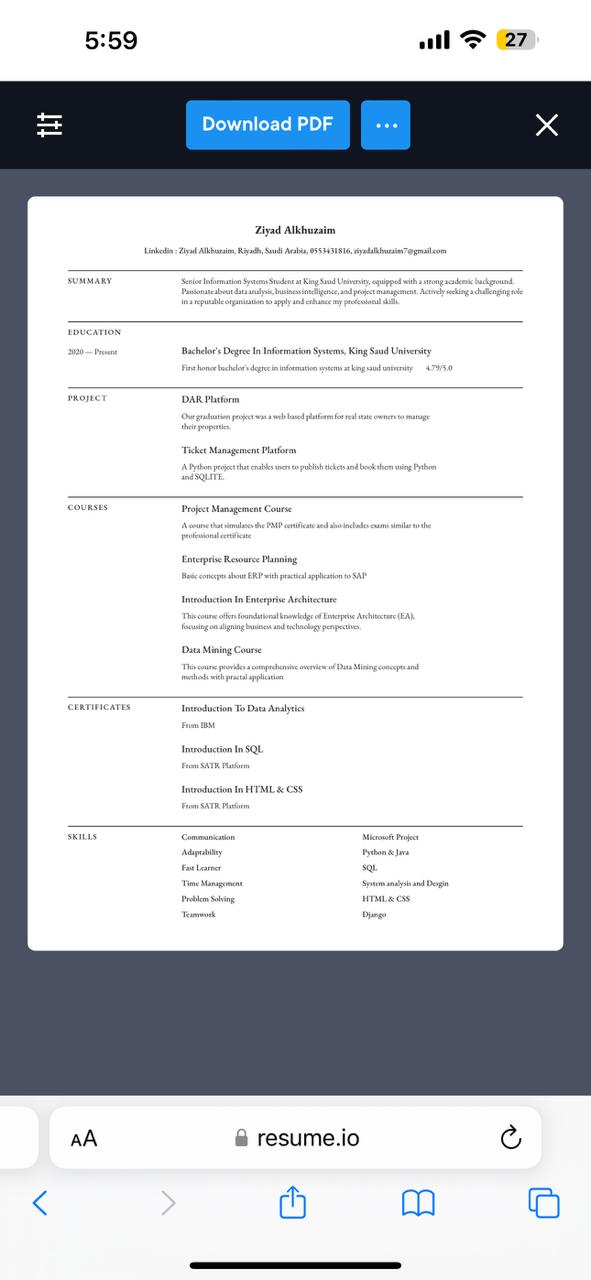 5:59
27
Download PDF
Ziyad Alkhuzaim
Linkedin : Ziyad Alkhuzaim, Riyadh, Saudi Arabia, 0553431816, ziyadalkhuzaim7@gmail.com
SUMMARY
Senior Information Systems Student at King Saud University, equipped with a strong academic background.
Passionate about data analysis, business intelligence, and project management. Actively seeking a challenging role
in a reputable organization to apply and enhance my professional skills.
EDUCATION
2020 — Present
Bachelor's Degree In Information Systems, King Saud University
First honor bachelor's degree in information systems at king saud university 4.79/5.0
PROJECT
DAR Platform
Our graduation project was a web based platform for real state owners to manage
their properties.
Ticket Management Platform
A Python project that enables users to publish tickets and book them using Python
and SQLITE.
COURSES
Project Management Course
A course that simulates the PMP certificate and also includes exams similar to the
professional certificate
Enterprise Resource Planning
Basic concepts about ERP with practical application to SAP
Introduction In Enterprise Architecture
This course offers foundational knowledge of Enterprise Architecture (EA),
focusing on aligning business and technology perspectives.
Data Mining Course
This course provides a comprehensive overview of Data Mining concepts and
methods with practal application
CERTIFICATES
Introduction To Data Analytics
From IBM
Introduction In SQL
From SATR Platform
Introduction In HTML & CSS
From SATR Platform
SKILLS
Communication
Adaptability
Fast Learner
Time Management
Problem Solving
Teamwork
Microsoft Project
Python & Java
SQL
System analysis and Desgin
HTML & CSS
Django
AA
resume.io